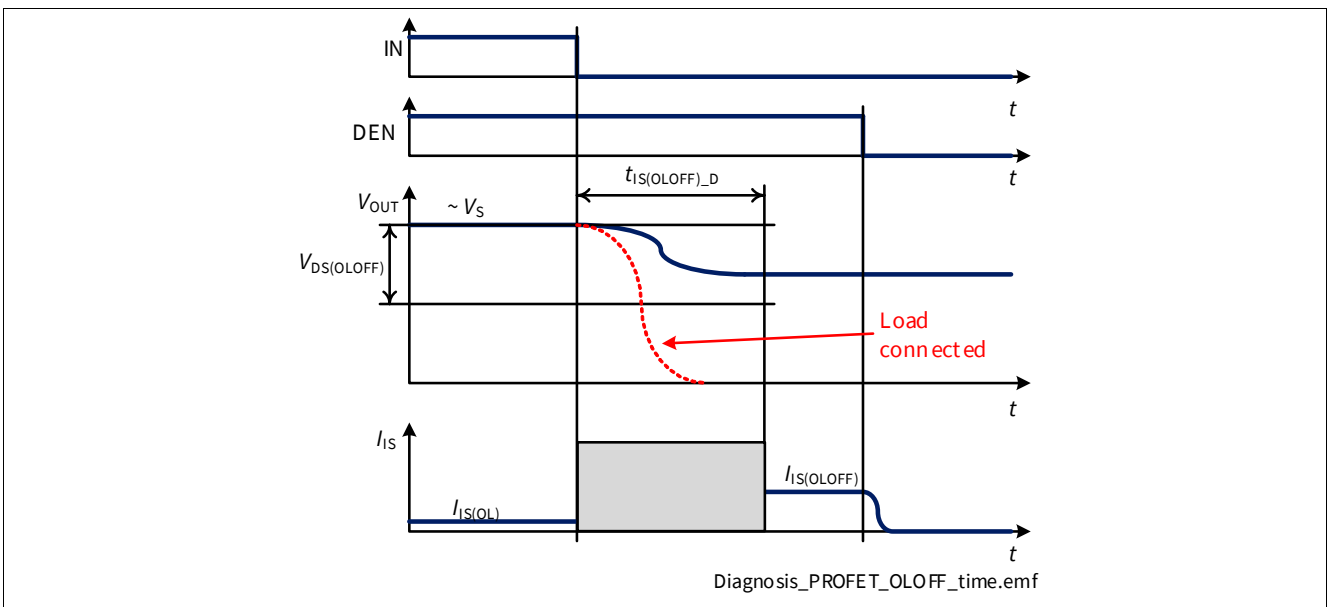 IN
t
DEN
t
tIS(OLOFF)_D
VOUT
~ VS
VDS(OLOFF)
Load
connected
t
IIS
IIS(OLOFF)
IIS(OL)
t
Diagnosis_PROFET_OLOFF_time.emf